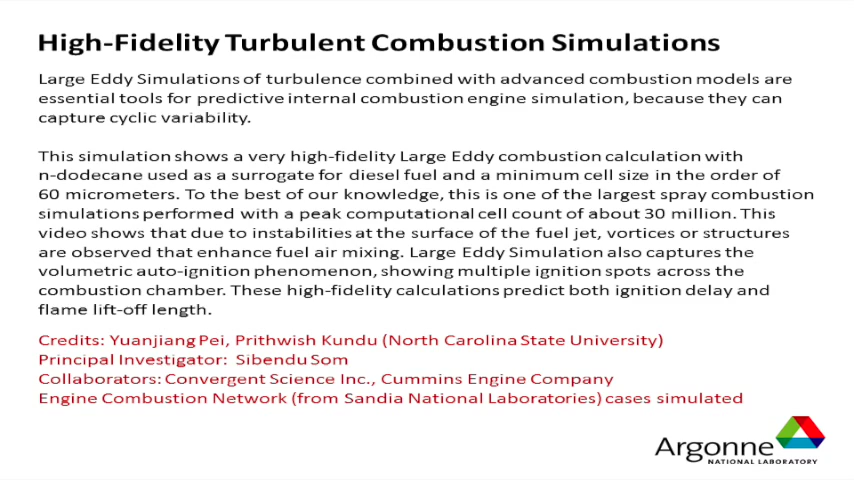 High-Fidelity Turbulent Combustion Simulations
Large Eddy Simulations of turbulence combined with advanced combustion models are
essential tools for predictive internal combustion engine simulation, because they can
capture cyclic variability.
This simulation shows a very high-fidelity Large Eddy combustion calculation with
n-dodecane used as a surrogate for diesel fuel and a minimum cell size in the order of
60 micrometers. To the best of our knowledge, this is one of the largest spray combustion
simulations performed with a peak computational cell count of about 30 million. This
video shows that due to instabilities at the surface of the fuel jet, vortices or structures
are observed that enhance fuel air mixing. Large Eddy Simulation also captures the
volumetric auto-ignition phenomenon, showing multiple ignition spots across the
combustion chamber. These high-fidelity calculations predict both ignition delay and
flame lift-off length.
Credits: Yuanjiang Pei, Prithwish Kundu (North Carolina State University)
Principal Investigator: Sibendu Som
Collaborators: Convergent Science Inc., Cummins Engine Company
Engine Combustion Network (from Sandia National Laboratories) cases simulated
Argonne
NATIONAL LABORATORY